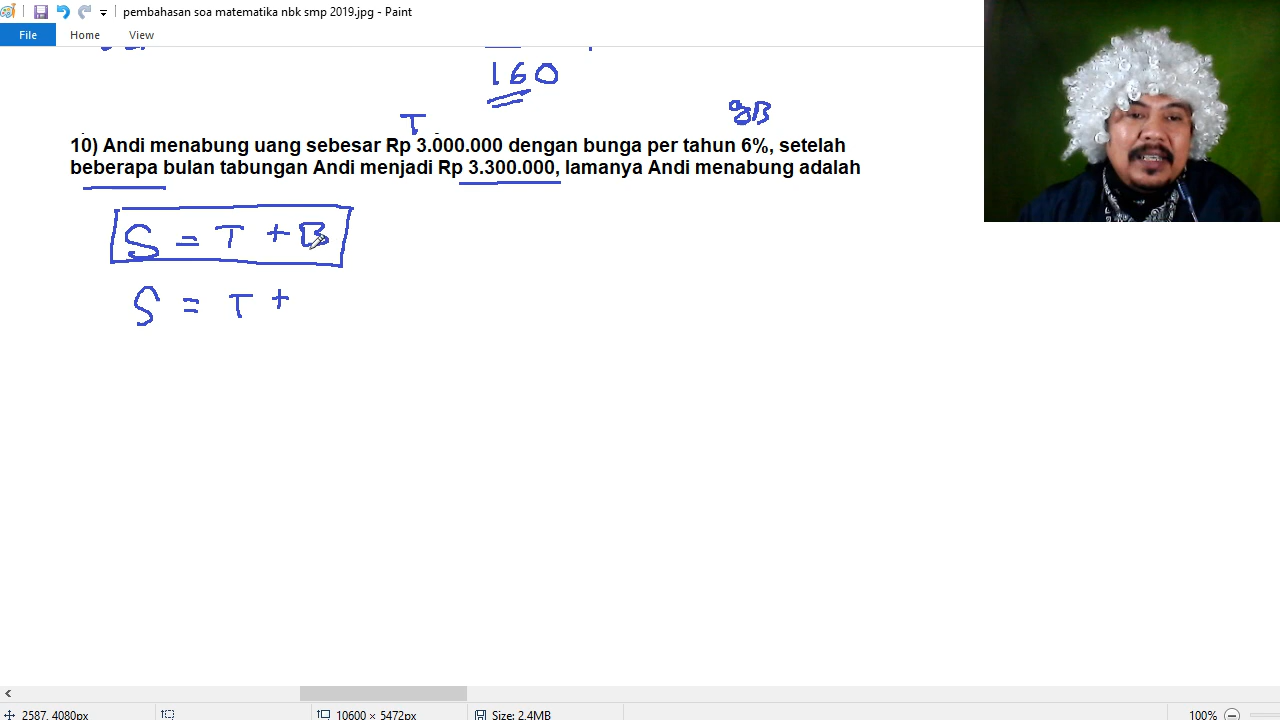 pembahasan soa matematika nbk smp 2019.jpg - Paint
File Home View
160
T %B
10) Andi menabung uang sebesar Rp 3.000.000 dengan bunga per tahun 6%, setelah
beberapa bulan tabungan Andi menjadi Rp 3.300.000, lamanya Andi menabung adalah
S = T + B
S = T +
2587, 4080px 10600 × 5472px Size: 2.4MB 100%